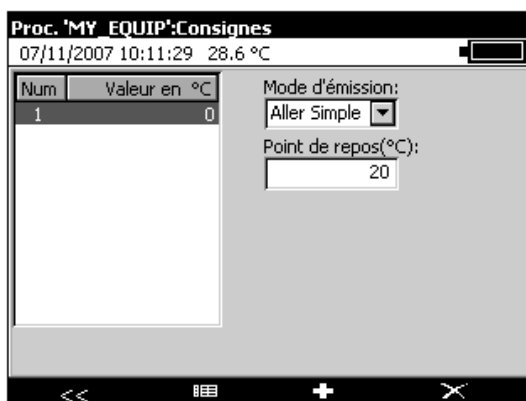 Proc. 'MY_EQUIP':Consignes
07/11/2007 10:11:29 28.6 °C
Num Valeur en °C
1 0
Mode d'émission:
Aller Simple
Point de repos(°C):
20
<<